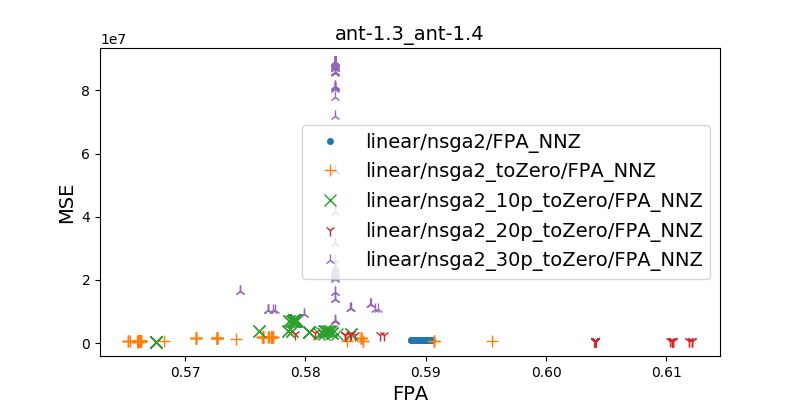 ant-1.3_ant-1.4
1e7
8
6
4
2
0
MSE
linear/nsga2/FPA_NNZ
linear/nsga2_toZero/FPA_NNZ
linear/nsga2_10p_toZero/FPA_NNZ
linear/nsga2_20p_toZero/FPA_NNZ
linear/nsga2_30p_toZero/FPA_NNZ
0.57 0.58 0.59 0.60 0.61
FPA